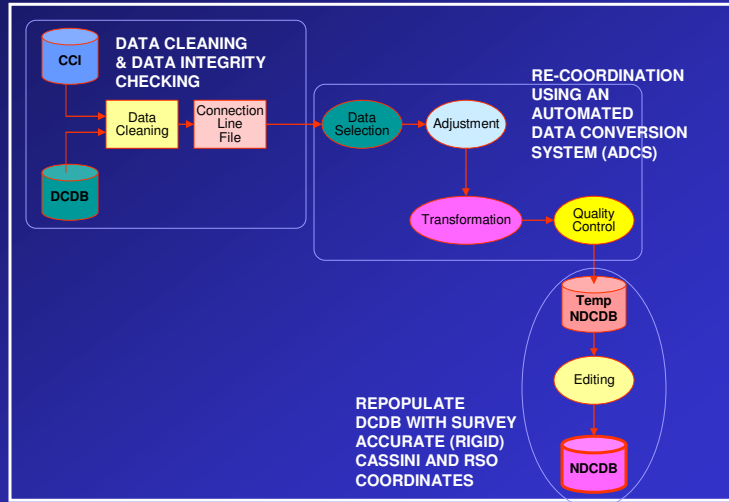 CCI
DATA CLEANING
& DATA INTEGRITY
CHECKING
Data
Cleaning
Connection
Line
File
DCDB
RE-COORDINATION
USING AN
AUTOMATED
DATA CONVERSION
SYSTEM (ADCS)
Data
Selection
Adjustment
Transformation
Quality
Control
Temp
NDCDB
Editing
NDCDB
REPOPULATE
DCDB WITH SURVEY
ACCURATE (RIGID)
CASSINI AND RSO
COORDINATES